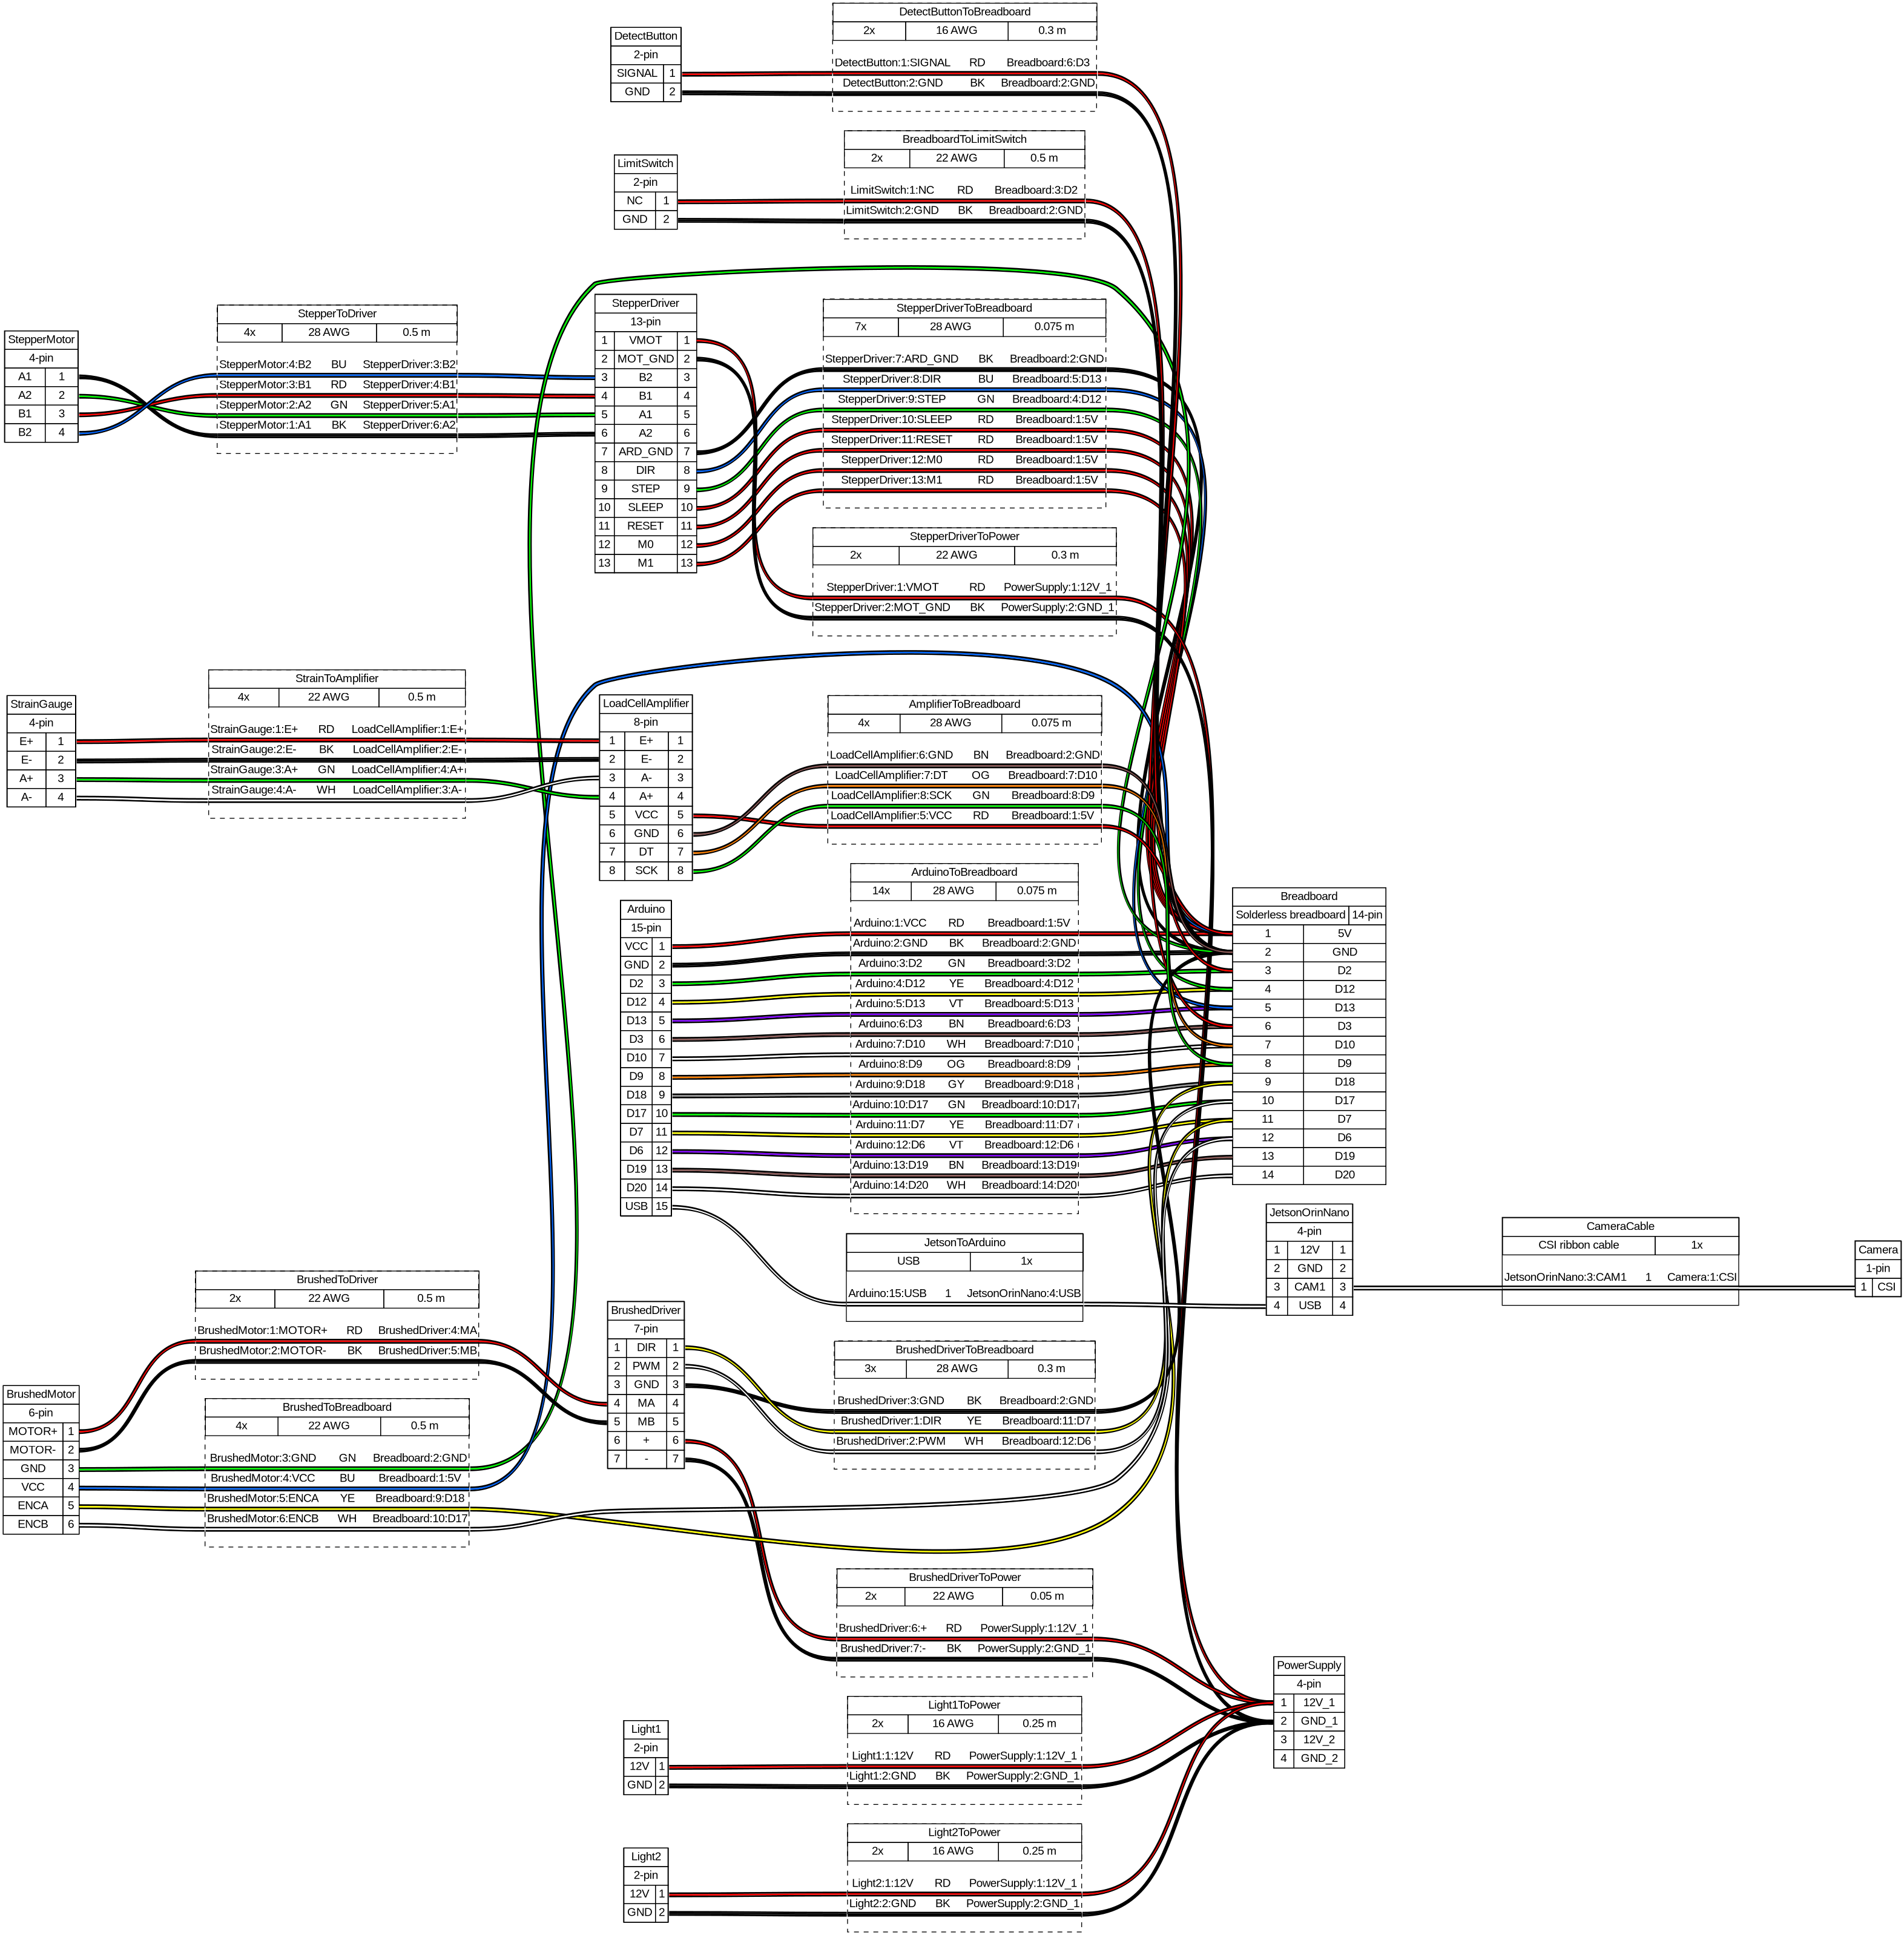 DetectButtonToBreadboard
2x 16 AWG 0.3 m
DetectButton:1:SIGNAL RD Breadboard:6:D3
DetectButton:2:GND BK Breadboard:2:GND
DetectButton
2-pin
SIGNAL 1
GND 2
BreadboardToLimitSwitch
2x 22 AWG 0.5 m
LimitSwitch:1:NC RD Breadboard:3:D2
LimitSwitch:2:GND BK Breadboard:2:GND
LimitSwitch
2-pin
NC 1
GND 2
StepperMotor
4-pin
A1 1
A2 2
B1 3
B2 4
StepperToDriver
4x 28 AWG 0.5 m
StepperMotor:4:B2 BU StepperDriver:3:B2
StepperMotor:3:B1 RD StepperDriver:4:B1
StepperMotor:2:A2 GN StepperDriver:5:A1
StepperMotor:1:A1 BK StepperDriver:6:A2
StepperDriver
13-pin
1 VMOT 1
2 MOT_GND 2
3 B2 3
4 B1 4
5 A1 5
6 A2 6
7 ARD_GND 7
8 DIR 8
9 STEP 9
10 SLEEP 10
11 RESET 11
12 M0 12
13 M1 13
StepperDriverToBreadboard
7x 28 AWG 0.075 m
StepperDriver:7:ARD_GND BK Breadboard:2:GND
StepperDriver:8:DIR BU Breadboard:5:D13
StepperDriver:9:STEP GN Breadboard:4:D12
StepperDriver:10:SLEEP RD Breadboard:1:5V
StepperDriver:11:RESET RD Breadboard:1:5V
StepperDriver:12:M0 RD Breadboard:1:5V
StepperDriver:13:M1 RD Breadboard:1:5V
StepperDriverToPower
2x 22 AWG 0.3 m
StepperDriver:1:VMOT RD PowerSupply:1:12V_1
StepperDriver:2:MOT_GND BK PowerSupply:2:GND_1
StrainGauge
4-pin
E+ 1
E- 2
A+ 3
A- 4
StrainToAmplifier
4x 22 AWG 0.5 m
StrainGauge:1:E+ RD LoadCellAmplifier:1:E+
StrainGauge:2:E- BK LoadCellAmplifier:2:E-
StrainGauge:3:A+ GN LoadCellAmplifier:4:A+
StrainGauge:4:A- WH LoadCellAmplifier:3:A-
LoadCellAmplifier
8-pin
1 E+ 1
2 E- 2
3 A- 3
4 A+ 4
5 VCC 5
6 GND 6
7 DT 7
8 SCK 8
AmplifierToBreadboard
4x 28 AWG 0.075 m
LoadCellAmplifier:6:GND BN Breadboard:2:GND
LoadCellAmplifier:7:DT OG Breadboard:7:D10
LoadCellAmplifier:8:SCK GN Breadboard:8:D9
LoadCellAmplifier:5:VCC RD Breadboard:1:5V
Arduino
15-pin
VCC 1
GND 2
D2 3
D12 4
D13 5
D3 6
D10 7
D9 8
D18 9
D17 10
D7 11
D6 12
D19 13
D20 14
USB 15
ArduinoToBreadboard
14x 28 AWG 0.075 m
Arduino:1:VCC RD Breadboard:1:5V
Arduino:2:GND BK Breadboard:2:GND
Arduino:3:D2 GN Breadboard:3:D2
Arduino:4:D12 YE Breadboard:4:D12
Arduino:5:D13 VT Breadboard:5:D13
Arduino:6:D3 BN Breadboard:6:D3
Arduino:7:D10 WH Breadboard:7:D10
Arduino:8:D9 OG Breadboard:8:D9
Arduino:9:D18 GY Breadboard:9:D18
Arduino:10:D17 GN Breadboard:10:D17
Arduino:11:D7 YE Breadboard:11:D7
Arduino:12:D6 VT Breadboard:12:D6
Arduino:13:D19 BN Breadboard:13:D19
Arduino:14:D20 WH Breadboard:14:D20
Breadboard
Solderless breadboard 14-pin
1 5V
2 GND
3 D2
4 D12
5 D13
6 D3
7 D10
8 D9
9 D18
10 D17
11 D7
12 D6
13 D19
14 D20
JetsonToArduino
USB 1x
Arduino:15:USB 1 JetsonOrinNano:4:USB
JetsonOrinNano
4-pin
1 12V 1
2 GND 2
3 CAM1 3
4 USB 4
CameraCable
CSI ribbon cable 1x
JetsonOrinNano:3:CAM1 1 Camera:1:CSI
Camera
1-pin
1 CSI
BrushedMotor
6-pin
MOTOR+ 1
MOTOR- 2
GND 3
VCC 4
ENCA 5
ENCB 6
BrushedToDriver
2x 22 AWG 0.5 m
BrushedMotor:1:MOTOR+ RD BrushedDriver:4:MA
BrushedMotor:2:MOTOR- BK BrushedDriver:5:MB
BrushedToBreadboard
4x 22 AWG 0.5 m
BrushedMotor:3:GND GN Breadboard:2:GND
BrushedMotor:4:VCC BU Breadboard:1:5V
BrushedMotor:5:ENCA YE Breadboard:9:D18
BrushedMotor:6:ENCB WH Breadboard:10:D17
BrushedDriver
7-pin
1 DIR 1
2 PWM 2
3 GND 3
4 MA 4
5 MB 5
6 + 6
7 - 7
BrushedDriverToBreadboard
3x 28 AWG 0.3 m
BrushedDriver:3:GND BK Breadboard:2:GND
BrushedDriver:1:DIR YE Breadboard:11:D7
BrushedDriver:2:PWM WH Breadboard:12:D6
BrushedDriverToPower
2x 22 AWG 0.05 m
BrushedDriver:6:+ RD PowerSupply:1:12V_1
BrushedDriver:7:- BK PowerSupply:2:GND_1
PowerSupply
4-pin
1 12V_1
2 GND_1
3 12V_2
4 GND_2
Light1
2-pin
12V 1
GND 2
Light1ToPower
2x 16 AWG 0.25 m
Light1:1:12V RD PowerSupply:1:12V_1
Light1:2:GND BK PowerSupply:2:GND_1
Light2
2-pin
12V 1
GND 2
Light2ToPower
2x 16 AWG 0.25 m
Light2:1:12V RD PowerSupply:1:12V_1
Light2:2:GND BK PowerSupply:2:GND_1